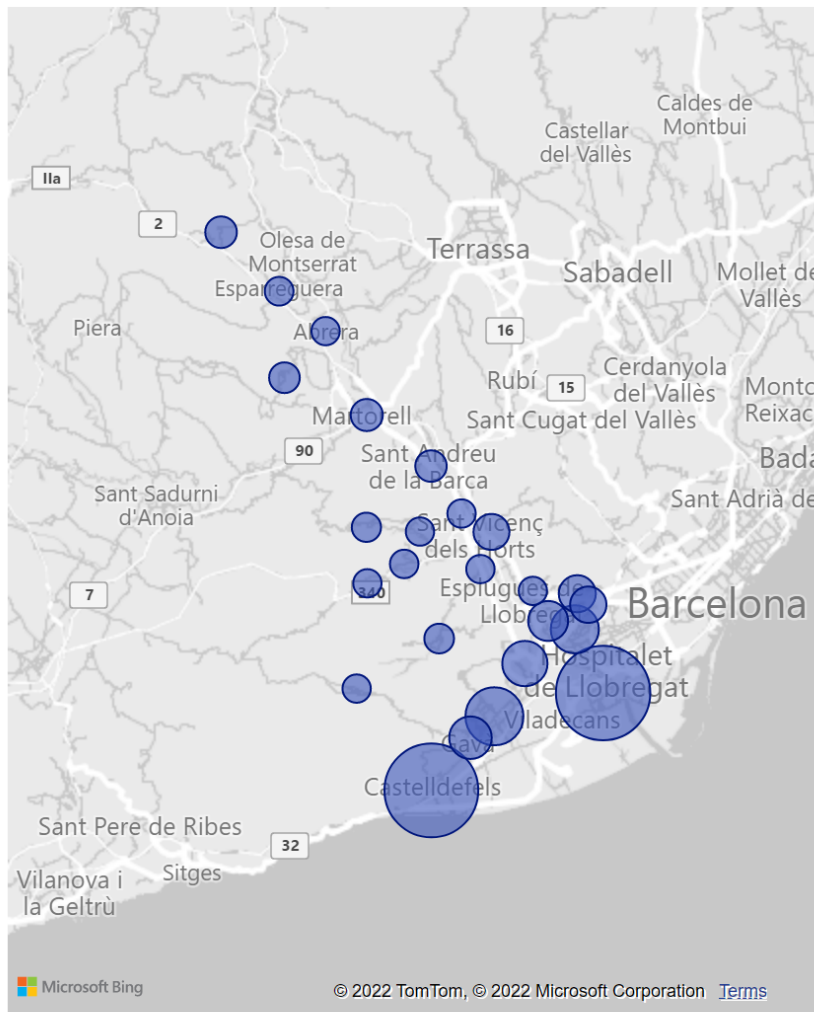 Caldes de
Montbui
Castellar
del Vallès
IIa
2
Olesa de
Montserrat
Terrassa
Sabadell
Mollet de
Vallès
Esparreguera
Piera
Abrera
16
Cerdanyola
del Vallès
Rubí
15
Montc
Reixac
Martorell
Sant Cugat del Vallès
90
Sant Andreu
de la Barca
Bada
Sant Sadurní
d'Anoia
Sant Adrià de
Sant Vicenç
dels Horts
7
340
Esplugues de
Llobregat
Barcelona
Hospitalet
de Llobregat
Viladecans
Gavà
Castelldefels
Sant Pere de Ribes
32
Sitges
Vilanova i
la Geltrù
Microsoft Bing
© 2022 TomTom, © 2022 Microsoft Corporation Terms